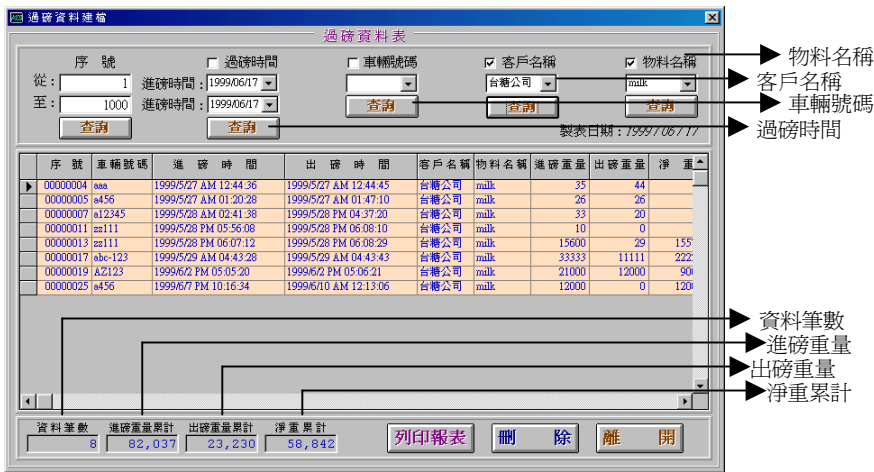 過磅資料建檔
過磅資料表
序 號
過磅時間
車輛號碼
客戶名稱
物料名稱
從： 1
進磅時間：1999/06/17
台糖公司
milk
至： 1000
進磅時間：1999/06/17
查詢
查詢
查詢
查詢
查詢
製表日期：1999/06/17
物料名稱
客戶名稱
車輛號碼
過磅時間
序 號 車輛號碼 進 磅 時 間 出 磅 時 間 客戶名稱 物料名稱 進磅重量 出磅重量 淨 重
00000004 aaa 1999/5/27 AM 12:44:36 1999/5/27 AM 12:44:45 台糖公司 milk 35 44
00000005 a456 1999/5/27 AM 01:20:28 1999/5/27 AM 01:47:10 台糖公司 milk 26 26
00000007 a12345 1999/5/28 AM 02:41:38 1999/5/28 PM 04:37:20 台糖公司 milk 33 20
00000011 zz111 1999/5/28 PM 05:56:08 1999/5/28 PM 06:08:10 台糖公司 milk 10 0
00000013 zz111 1999/5/28 PM 06:07:12 1999/5/28 PM 06:08:29 台糖公司 milk 15600 29 155
00000017 abc-123 1999/5/29 AM 04:43:28 1999/5/29 AM 04:43:43 台糖公司 milk 33333 11111 222
00000019 AZ123 1999/6/2 PM 05:05:20 1999/6/2 PM 05:06:21 台糖公司 milk 21000 12000 90
00000025 a456 1999/6/7 PM 10:16:34 1999/6/10 AM 12:13:06 台糖公司 milk 12000 0 120
資料筆數
進磅重量
出磅重量
淨重累計
資料筆數 進磅重量累計 出磅重量累計 淨重累計
8 82,037 23,230 58,842
列印報表 刪 除 離 開